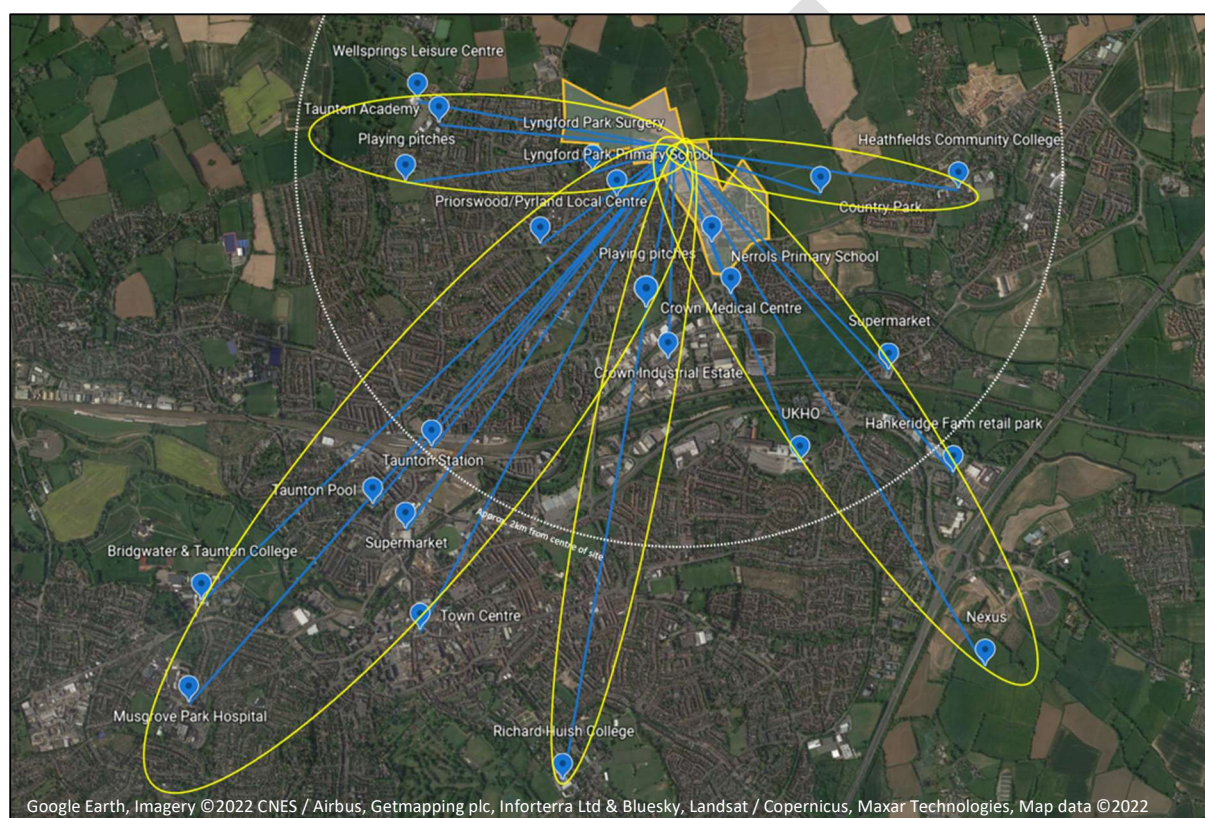 Wellsprings Leisure Centre
Taunton Academy
Lyngford Park Surgery
Playing pitches
Heathfields Community College
Lyngford Park Primary School
Priorswood/Pyrland Local Centre
Country Park
Playing pitches
Nerrols Primary School
Crown Medical Centre
Supermarket
Crown Industrial Estate
UKHO
Hankeridge Farm retail park
Taunton Station
Taunton Pool
Approx. 2km from centre of site
Supermarket
Bridgwater & Taunton College
Town Centre
Nexus
Musgrove Park Hospital
Richard Huish College
Google Earth, Imagery ©2022 CNES / Airbus, Getmapping plc, Inforterra Ltd & Bluesky, Landsat / Copernicus, Maxar Technologies, Map data ©2022